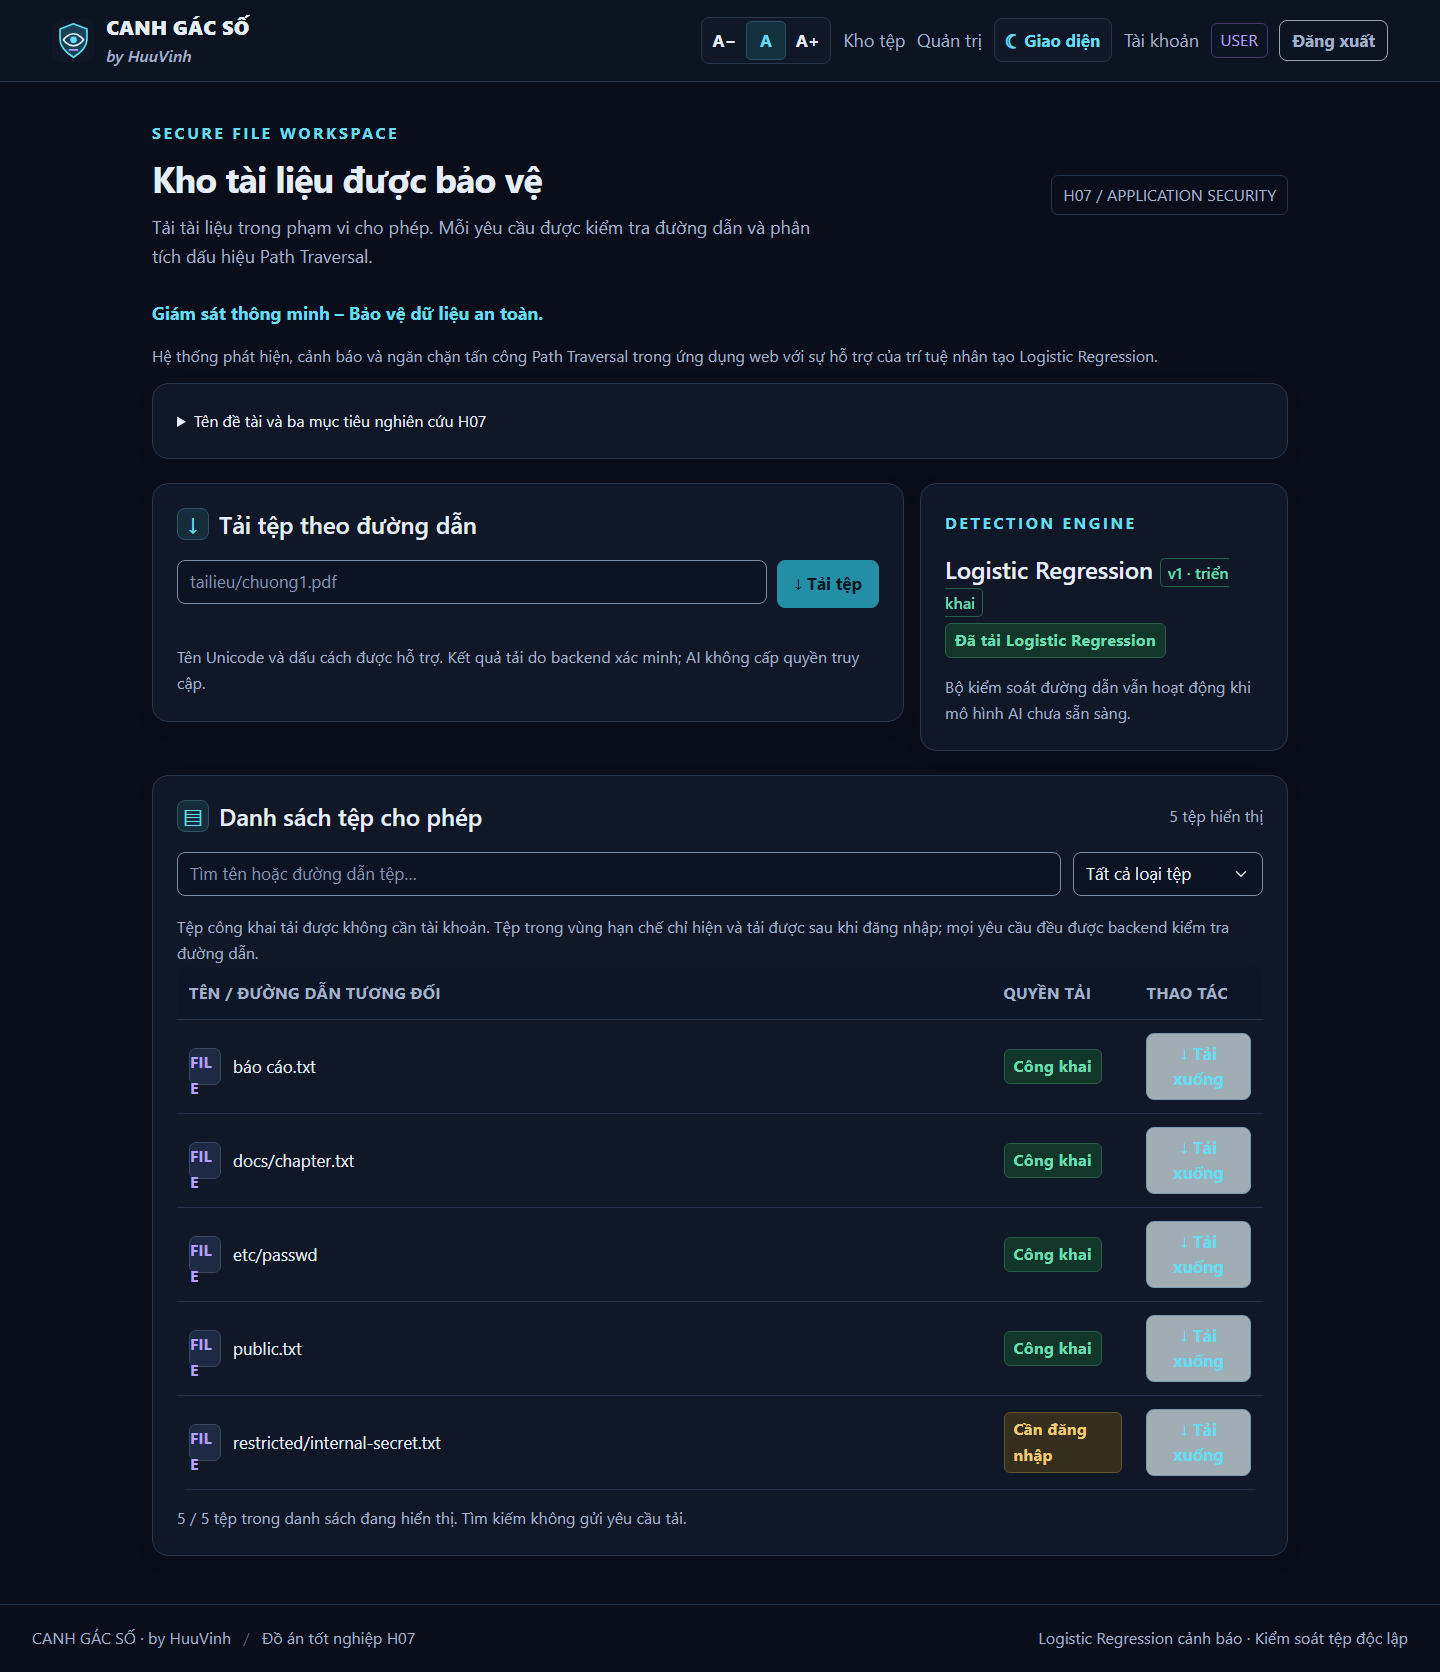 CANH GÁC SỐ
by HuuVinh
A− A A+ Kho tệp Quản trị ☾ Giao diện Tài khoản USER Đăng xuất
SECURE FILE WORKSPACE
Kho tài liệu được bảo vệ
H07 / APPLICATION SECURITY
Tải tài liệu trong phạm vi cho phép. Mỗi yêu cầu được kiểm tra đường dẫn và phân
tích dấu hiệu Path Traversal.
Giám sát thông minh – Bảo vệ dữ liệu an toàn.
Hệ thống phát hiện, cảnh báo và ngăn chặn tấn công Path Traversal trong ứng dụng web với sự hỗ trợ của trí tuệ nhân tạo Logistic Regression.
▶ Tên đề tài và ba mục tiêu nghiên cứu H07
↓ Tải tệp theo đường dẫn
tailieu/chuong1.pdf
↓ Tải tệp
Tên Unicode và dấu cách được hỗ trợ. Kết quả tải do backend xác minh; AI không cấp quyền truy
cập.
DETECTION ENGINE
Logistic Regression v1 · triển
khai
Đã tải Logistic Regression
Bộ kiểm soát đường dẫn vẫn hoạt động khi
mô hình AI chưa sẵn sàng.
▤ Danh sách tệp cho phép
5 tệp hiển thị
Tìm tên hoặc đường dẫn tệp...
Tất cả loại tệp
Tệp công khai tải được không cần tài khoản. Tệp trong vùng hạn chế chỉ hiện và tải được sau khi đăng nhập; mọi yêu cầu đều được backend kiểm tra
đường dẫn.
TÊN / ĐƯỜNG DẪN TƯƠNG ĐỐI QUYỀN TẢI THAO TÁC
FIL
E
báo cáo.txt
Công khai
↓ Tải
xuống
FIL
E
docs/chapter.txt
Công khai
↓ Tải
xuống
FIL
E
etc/passwd
Công khai
↓ Tải
xuống
FIL
E
public.txt
Công khai
↓ Tải
xuống
FIL
E
restricted/internal-secret.txt
Cần đăng
nhập
↓ Tải
xuống
5 / 5 tệp trong danh sách đang hiển thị. Tìm kiếm không gửi yêu cầu tải.
CANH GÁC SỐ · by HuuVinh / Đồ án tốt nghiệp H07
Logistic Regression cảnh báo · Kiểm soát tệp độc lập